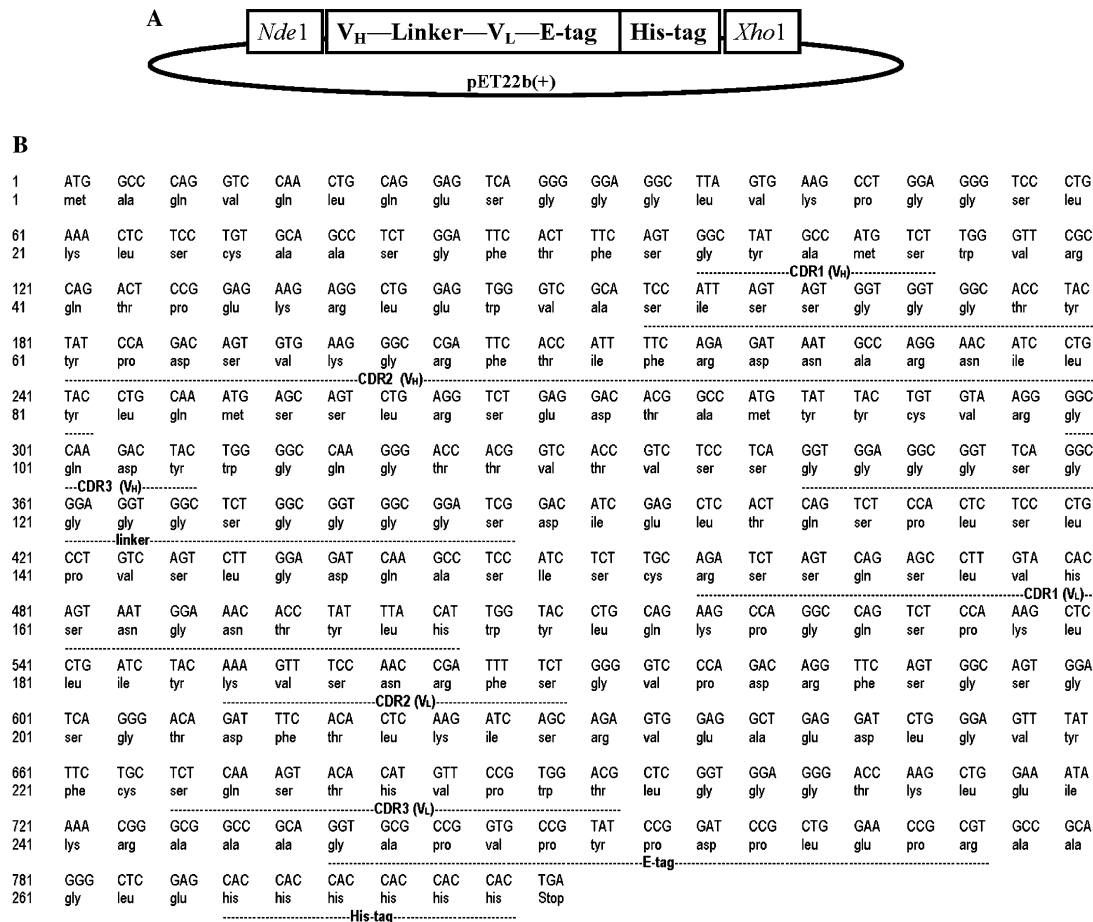 A
Nde1 VH—Linker—VL—E-tag His-tag Xho1
pET22b(+)
B
1 ATG GCC CAG GTC CAA CTG CAG GAG TCA GGG GGA GGC TTA GTG AAG CCT GGA GGG TCC CTG
1 met ala gln val gln leu gln glu ser gly gly gly leu val lys pro gly gly ser leu
61 AAA CTC TCC TGT GCA GCC TCT GGA TTC ACT TTC AGT GGC TAT GCC ATG TCT TGG GTT CGC
21 lys leu ser cys ala ala ser gly phe thr phe ser gly tyr ala met ser trp val arg
CDR1 (VH)
121 CAG ACT CCG GAG AAG AGG CTG GAG TGG GTC GCA TCC ATT AGT AGT GGT GGT GGC ACC TAC
41 gln thr pro glu lys arg leu glu trp val ala ser ile ser ser gly gly gly thr tyr
181 TAT CCA GAC AGT GTG AAG GGC CGA TTC ACC ATT TTC AGA GAT AAT GCC AGG AAC ATC CTG
61 tyr pro asp ser val lys gly arg phe thr ile phe arg asp asn ala arg asn ile leu
CDR2 (VH)
241 TAC CTG CAA ATG AGC AGT CTG AGG TCT GAG GAC ACG GCC ATG TAT TAC TGT GTA AGG GGC
81 tyr leu gln met ser ser leu arg ser glu asp thr ala met tyr tyr cys val arg gly
301 CAA GAC TAC TGG GGC CAA GGG ACC ACG GTC ACC GTC TCC TCA GGT GGA GGC GGT TCA GGC
101 gln asp tyr trp gly gln gly thr thr val thr val ser ser gly gly gly gly ser gly
CDR3 (VH)
361 GGA GGT GGC TCT GGC GGT GGC GGA TCG GAC ATC GAG CTC ACT CAG TCT CCA CTC TCC CTG
121 gly gly gly ser gly gly gly gly ser asp ile glu leu thr gln ser pro leu ser leu
linker
421 CCT GTC AGT CTT GGA GAT CAA GCC TCC ATC TCT TGC AGA TCT AGT CAG AGC CTT GTA CAC
141 pro val ser leu gly asp gln ala ser Ile ser cys arg ser ser gln ser leu val his
CDR1 (VL)
481 AGT AAT GGA AAC ACC TAT TTA CAT TGG TAC CTG CAG AAG CCA GGC CAG TCT CCA AAG CTC
161 ser asn gly asn thr tyr leu his trp tyr leu gln lys pro gly gln ser pro lys leu
541 CTG ATC TAC AAA GTT TCC AAC CGA TTT TCT GGG GTC CCA GAC AGG TTC AGT GGC AGT GGA
181 leu ile tyr lys val ser asn arg phe ser gly val pro asp arg phe ser gly ser gly
CDR2 (VL)
601 TCA GGG ACA GAT TTC ACA CTC AAG ATC AGC AGA GTG GAG GCT GAG GAT CTG GGA GTT TAT
201 ser gly thr asp phe thr leu lys ile ser arg val glu ala glu asp leu gly val tyr
661 TTC TGC TCT CAA AGT ACA CAT GTT CCG TGG ACG CTC GGT GGA GGG ACC AAG CTG GAA ATA
221 phe cys ser gln ser thr his val pro trp thr leu gly gly gly thr lys leu glu ile
CDR3 (VL)
721 AAA CGG GCG GCC GCA GGT GCG CCG GTG CCG TAT CCG GAT CCG CTG GAA CCG CGT GCC GCA
241 lys arg ala ala ala gly ala pro val pro tyr pro asp pro leu glu pro arg ala ala
E-tag
781 GGG CTC GAG CAC CAC CAC CAC CAC CAC TGA
261 gly leu glu his his his his his his Stop
His-tag